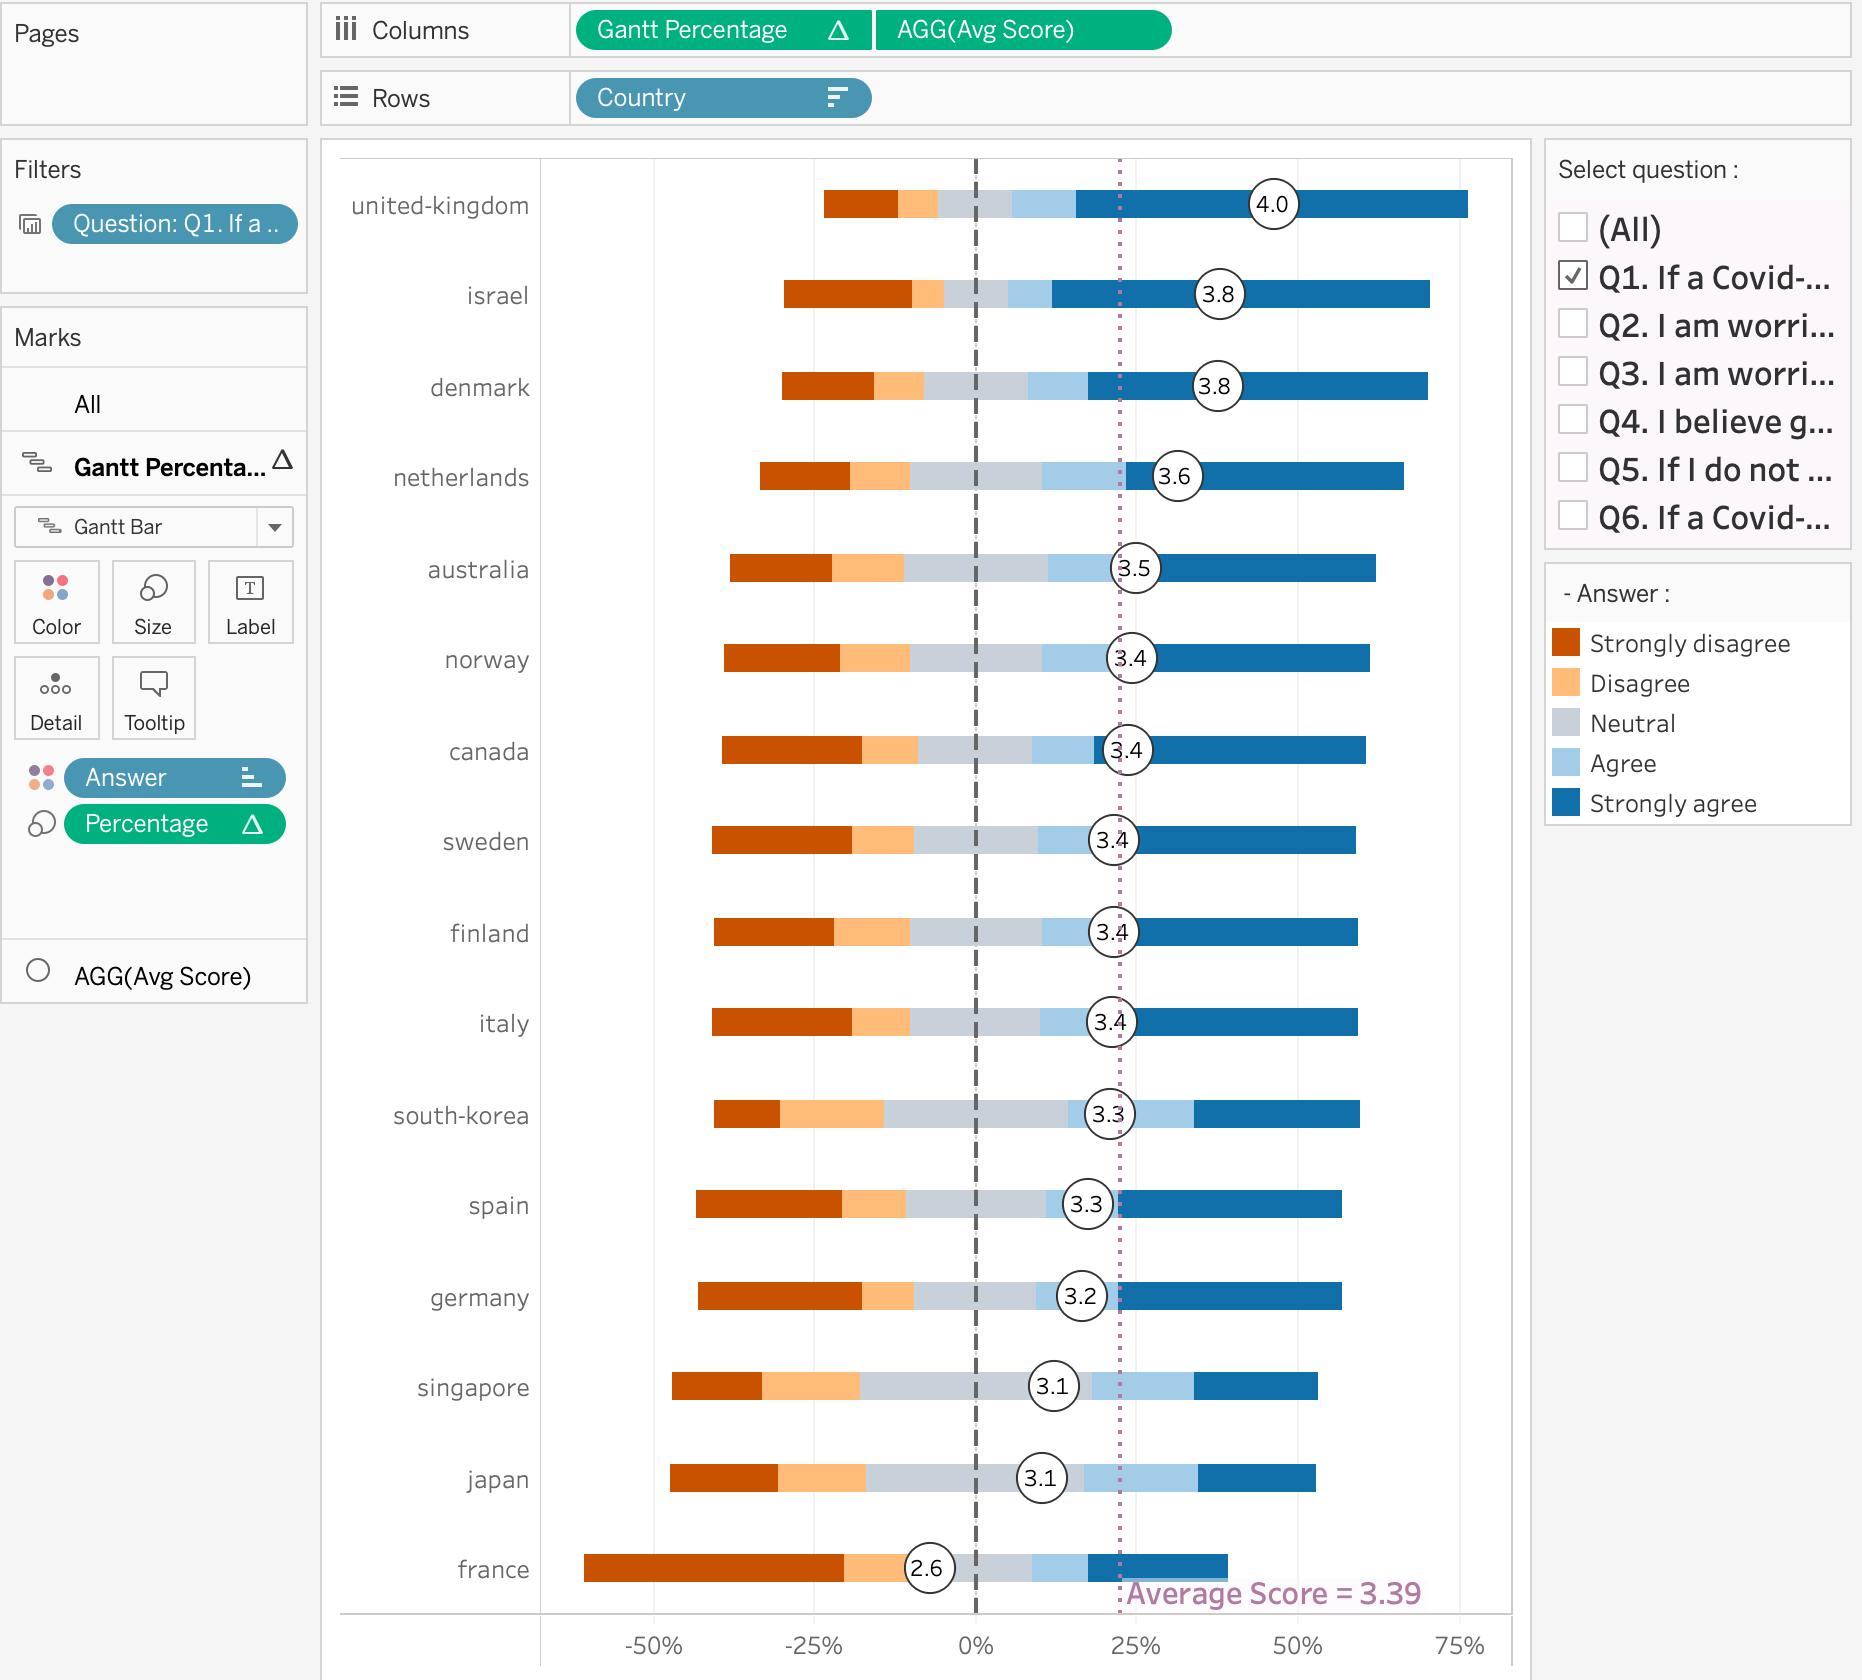 Pages
Columns
Gantt Percentage
AGG(Avg Score)
Rows
Country
Filters
Question: Q1. If a ..
Marks
All
Gantt Percenta...
Gantt Bar
Color
Size
Label
Detail
Tooltip
Answer
Percentage
AGG(Avg Score)
united-kingdom
4.0
israel
3.8
denmark
3.8
netherlands
3.6
australia
3.5
norway
3.4
canada
3.4
sweden
3.4
finland
3.4
italy
3.4
south-korea
3.3
spain
3.3
germany
3.2
singapore
3.1
japan
3.1
france
2.6
Average Score = 3.39
-50%
-25%
0%
25%
50%
75%
Select question :
(All)
Q1. If a Covid-...
Q2. I am worri...
Q3. I am worri...
Q4. I believe g...
Q5. If I do not ...
Q6. If a Covid-...
- Answer :
Strongly disagree
Disagree
Neutral
Agree
Strongly agree